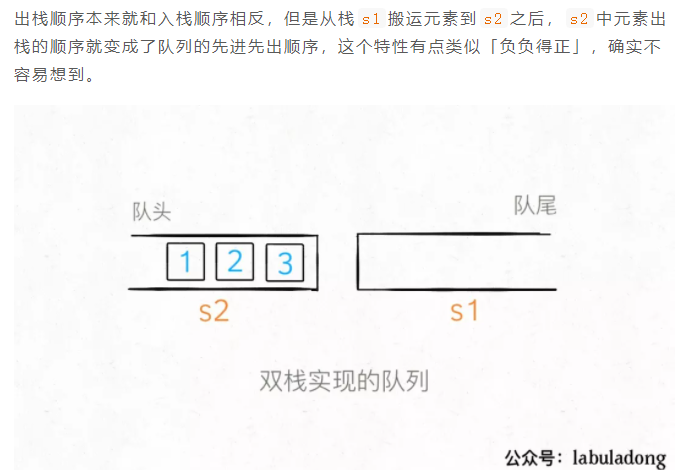 出栈顺序本来就和入栈顺序相反，但是从栈 s1 搬运元素到 s2 之后， s2 中元素出
栈的顺序就变成了队列的先进先出顺序，这个特性有点类似「负负得正」，确实不
容易想到。
队头
队尾
1 2 3
s2
s1
双栈实现的队列
公众号：labuladong